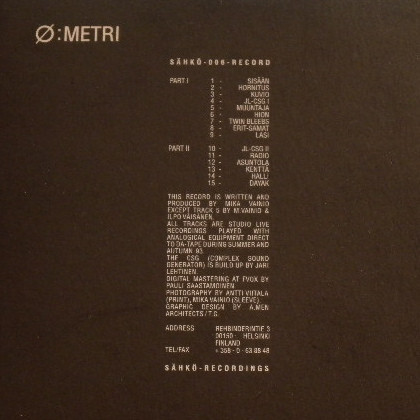 Ø:METRI
SÄHKÖ-006-RECORD
PART I 1 - SISÄÄN
2 - HORNITUS
3 - KUVIO
4 - JL-CSG I
5 - MUUNTAJA
6 - HION
7 - TWIN BLEEBS
8 - ERIT-SAMAT
9 - LASI
PART II 10 - JL-CSG II
11 - RADIO
12 - ASUNTOLA
13 - KENTTÄ
14 - HALLI
15 - DAYAK
THIS RECORD IS WRITTEN AND
PRODUCED BY MIKA VAINIO
EXCEPT TRACK 5 BY M.VAINIO &
ILPO VÄISÄNEN.
ALL TRACKS ARE STUDIO LIVE
RECORDINGS PLAYED WITH
ANALOGICAL EQUIPMENT DIRECT
TO DA-TAPE DURING SUMMER AND
AUTUMN 93.
THE CSG (COMPLEX SOUND
GENERATOR) IS BUILD UP BY JARI
LEHTINEN.
DIGITAL MASTERING AT FVOX BY
PAULI SAASTAMOINEN.
PHOTOGRAPHY BY ANTTI VIITALA
(PRINT), MIKA VAINIO (SLEEVE).
GRAPHIC DESIGN BY A.MEN
ARCHITECTS / T.G.
ADDRESS REHBINDERINTIE 3
00150 HELSINKI
FINLAND
TEL/FAX + 358 - 0 - 63 88 48
SÄHKÖ-RECORDINGS